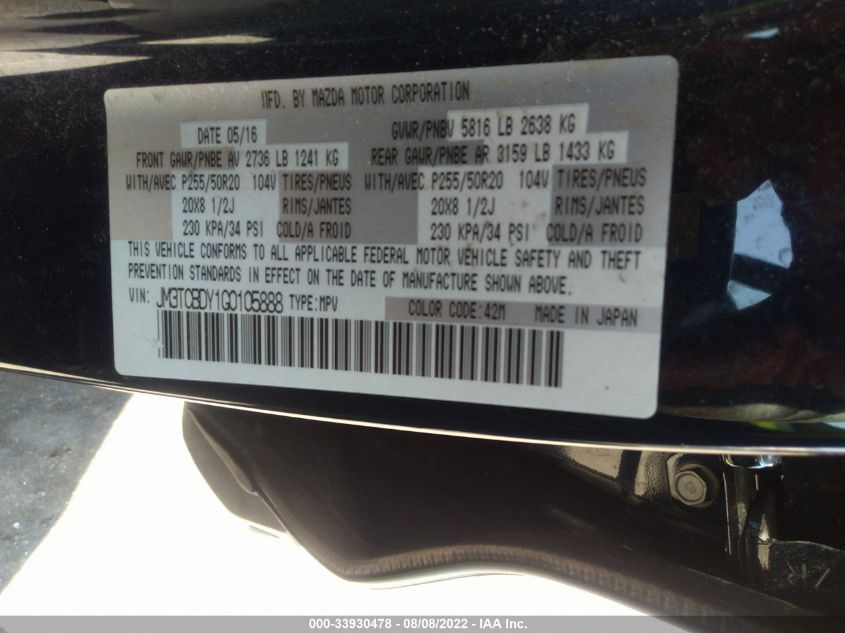 MFD. BY MAZDA MOTOR CORPORATION
DATE 05/16 GVWR/PNBV 5816 LB 2638 KG
FRONT GAWR/PNBE AV 2736 LB 1241 KG REAR GAWR/PNBE AR 3159 LB 1433 KG
WITH/AVEC P255/50R20 104V TIRES/PNEUS WITH/AVEC P255/50R20 104V TIRES/PNEUS
20X8 1/2J RIMS/JANTES 20X8 1/2J RIMS/JANTES
230 KPA/34 PSI COLD/A FROID 230 KPA/34 PSI COLD/A FROID
THIS VEHICLE CONFORMS TO ALL APPLICABLE FEDERAL MOTOR VEHICLE SAFETY AND THEFT
PREVENTION STANDARDS IN EFFECT ON THE DATE OF MANUFACTURE SHOWN ABOVE.
VIN: JM3TCBDY1G0105888 TYPE:MPV COLOR CODE:42M MADE IN JAPAN
000-33930478 - 08/08/2022 - IAA Inc.